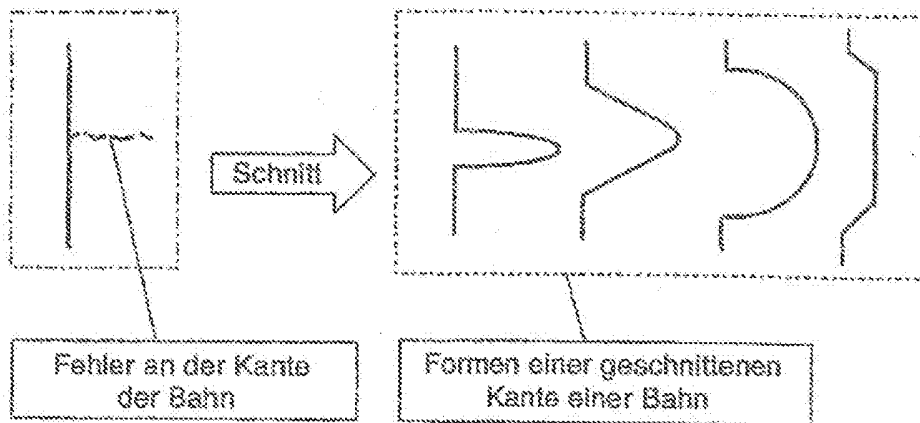 Schnitt
Fehler an der Kante
der Bahn
Formen einer geschnittenen
Kante einer Bahn